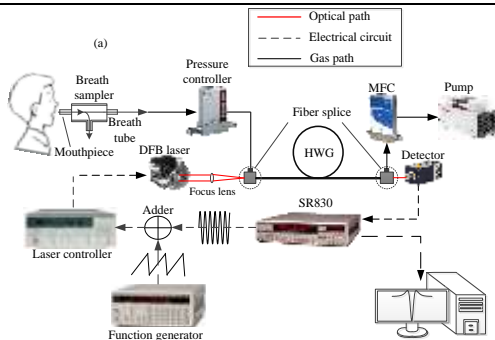 Optical path
Electrical circuit
Gas path
(a)
Breath
sampler
Pressure
controller
MFC
Pump
Fiber splice
Breath
tube
Mouthpiece
DFB laser
HWG
Detector
Focus lens
SR830
Adder
Laser controller
Function generator